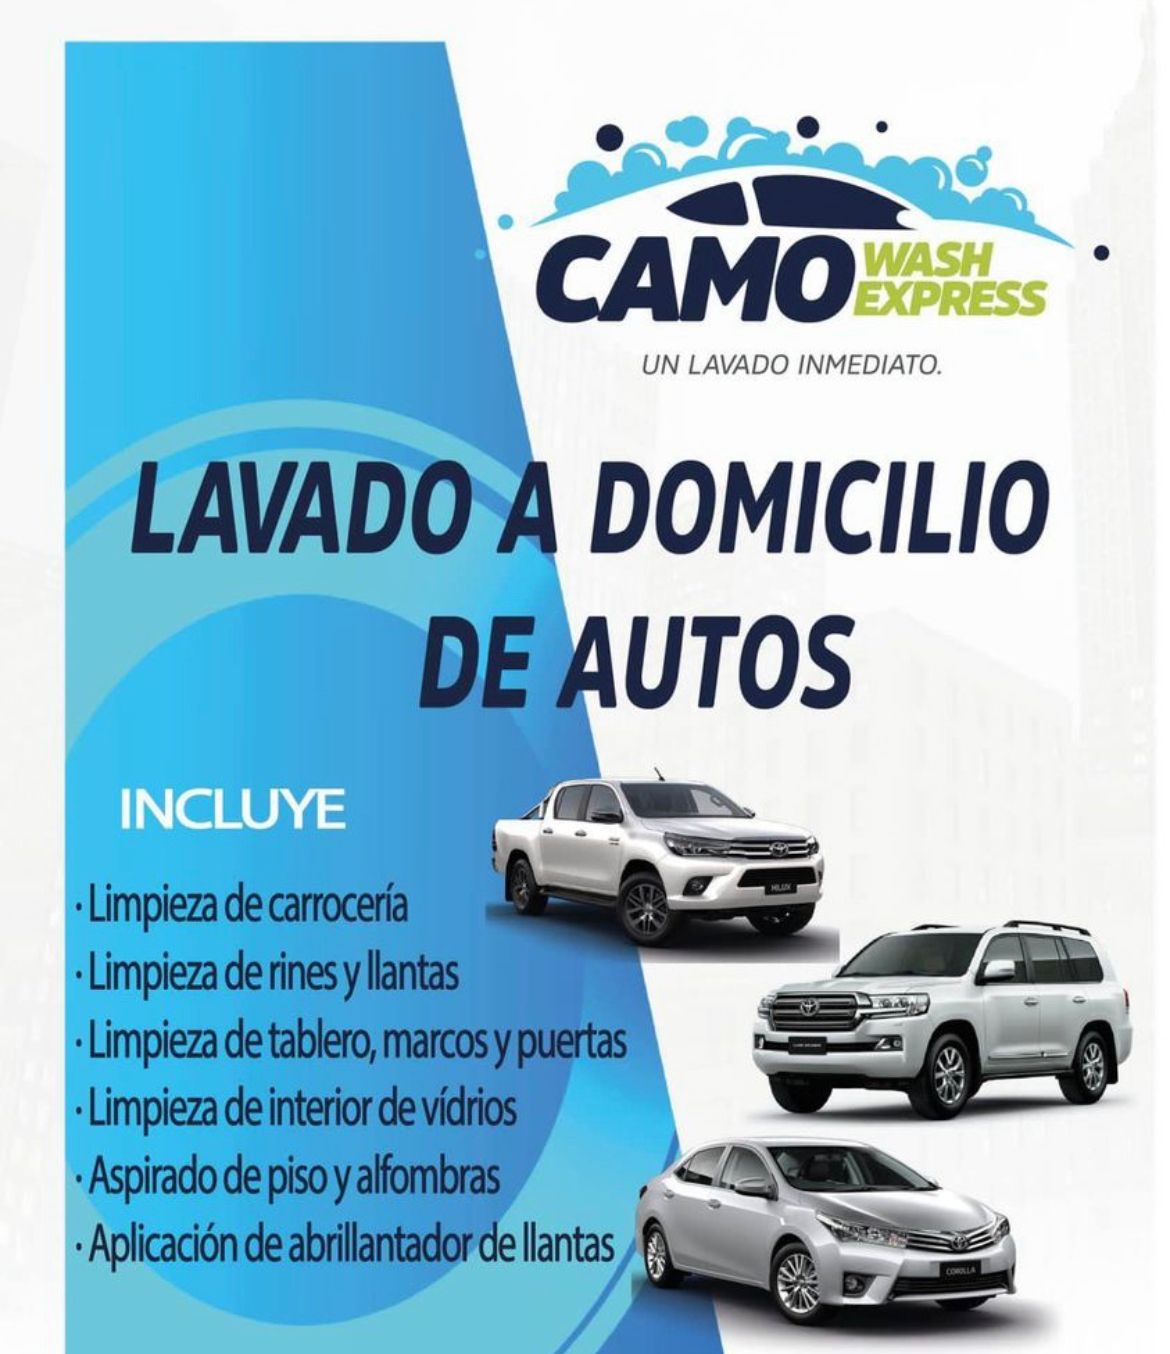 CAMO WASH
EXPRESS
UN LAVADO INMEDIATO.
LAVADO A DOMICILIO
DE AUTOS
INCLUYE
· Limpieza de carrocería
· Limpieza de rines y llantas
· Limpieza de tablero, marcos y puertas
· Limpieza de interior de vídrios
· Aspirado de piso y alfombras
· Aplicación de abrillantador de llantas
HILUX
COROLLA